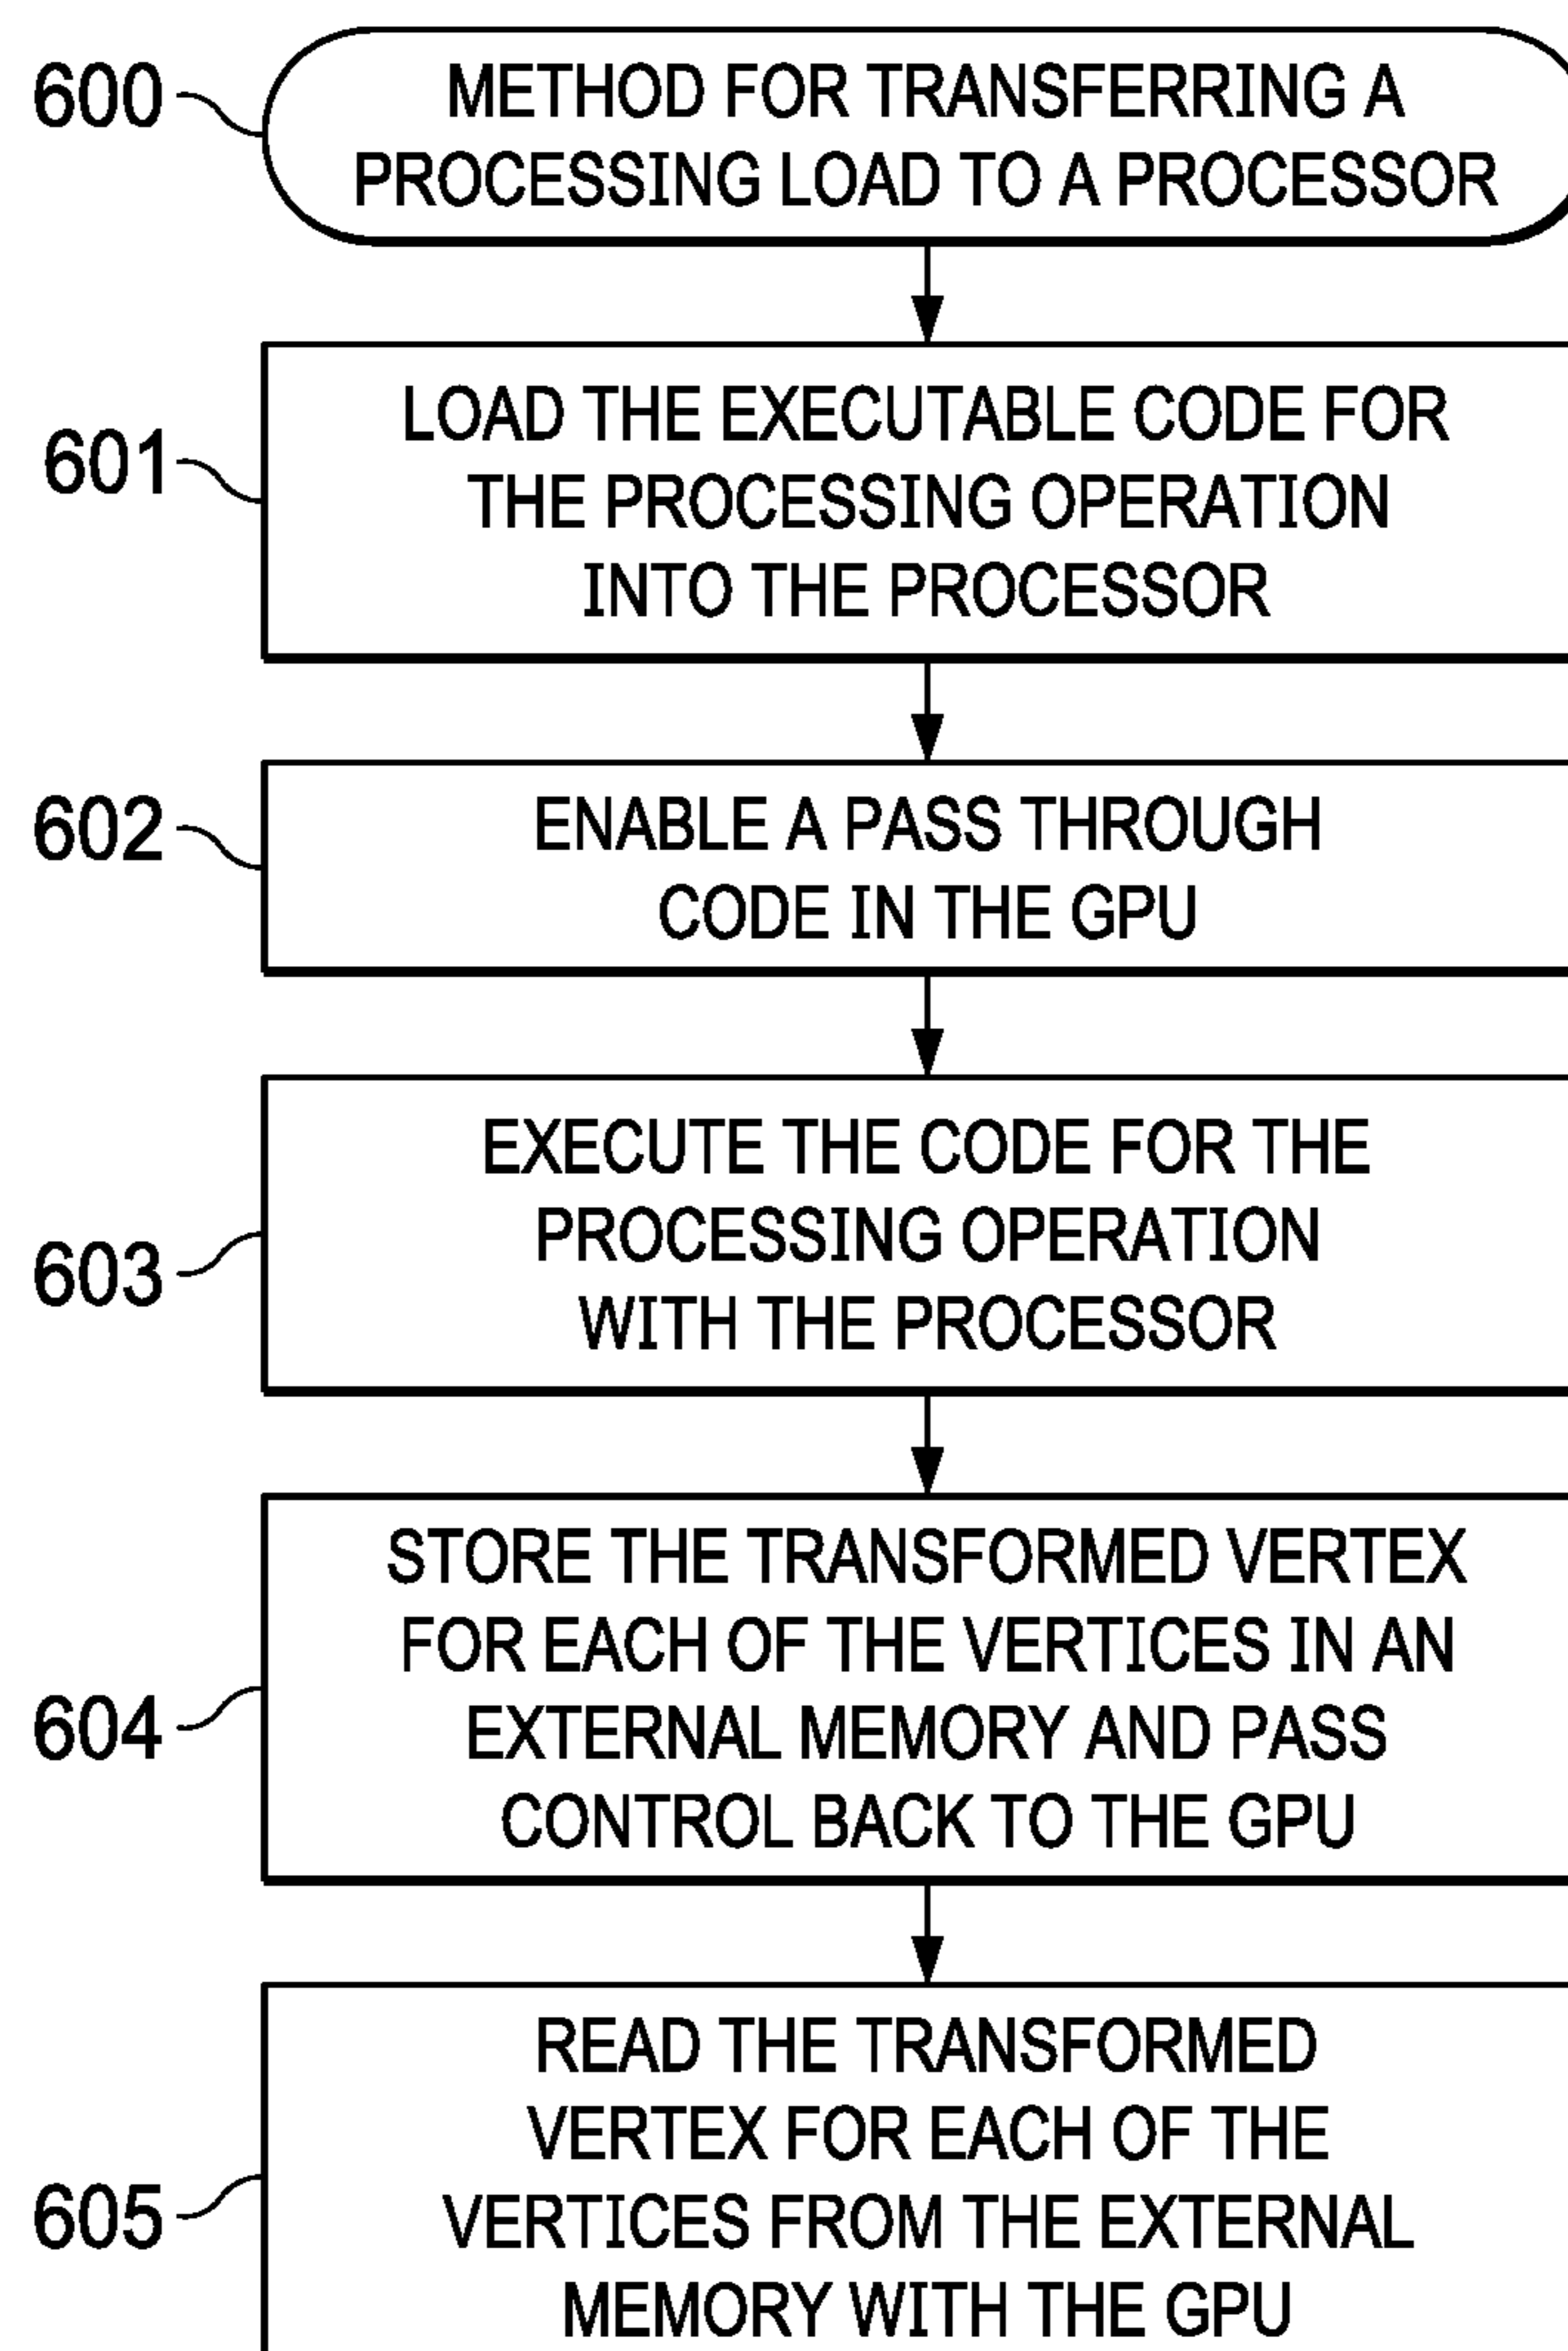 600
METHOD FOR TRANSFERRING A
PROCESSING LOAD TO A PROCESSOR
601
LOAD THE EXECUTABLE CODE FOR
THE PROCESSING OPERATION
INTO THE PROCESSOR
602
ENABLE A PASS THROUGH
CODE IN THE GPU
603
EXECUTE THE CODE FOR THE
PROCESSING OPERATION
WITH THE PROCESSOR
604
STORE THE TRANSFORMED VERTEX
FOR EACH OF THE VERTICES IN AN
EXTERNAL MEMORY AND PASS
CONTROL BACK TO THE GPU
605
READ THE TRANSFORMED
VERTEX FOR EACH OF THE
VERTICES FROM THE EXTERNAL
MEMORY WITH THE GPU